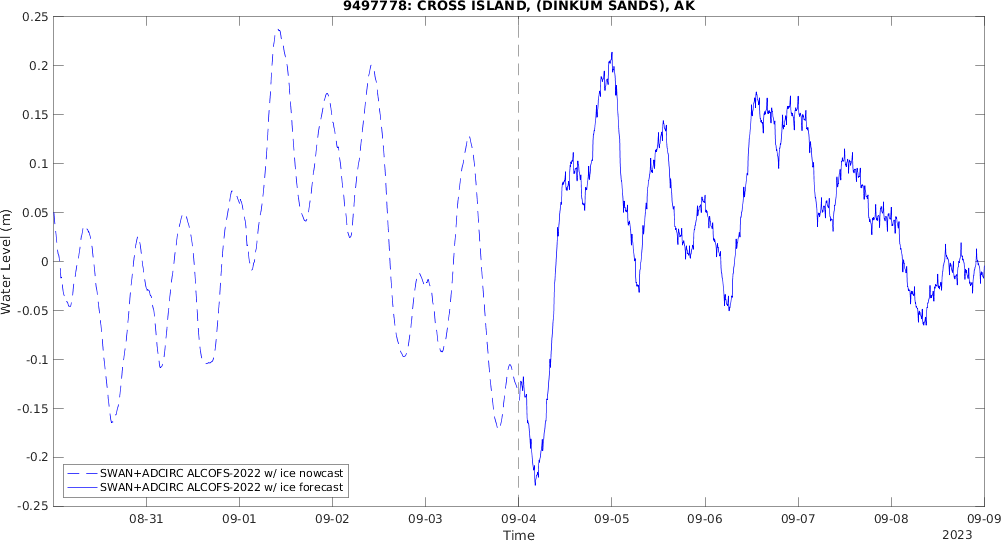 9497778: CROSS ISLAND, (DINKUM SANDS), AK
0.25
0.2
0.15
0.1
0.05
0
-0.05
-0.1
-0.15
-0.2
-0.25
Water Level (m)
SWAN+ADCIRC ALCOFS-2022 w/ ice nowcast
SWAN+ADCIRC ALCOFS-2022 w/ ice forecast
08-31 09-01 09-02 09-03 09-04 09-05 09-06 09-07 09-08 09-09
Time
2023